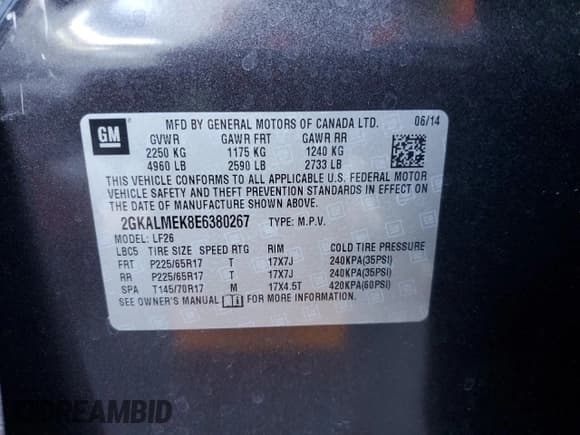 GM
MFD BY GENERAL MOTORS OF CANADA LTD. 06/14
GVWR GAWR FRT GAWR RR
2250 KG 1175 KG 1240 KG
4960 LB 2590 LB 2733 LB
THIS VEHICLE CONFORMS TO ALL APPLICABLE U.S. FEDERAL MOTOR
VEHICLE SAFETY AND THEFT PREVENTION STANDARDS IN EFFECT ON
THE DATE OF MANUFACTURE SHOWN ABOVE.
2GKALMEK8E6380267 TYPE: M.P.V.
MODEL: LF26
LBC5 TIRE SIZE SPEED RTG RIM COLD TIRE PRESSURE
FRT P225/65R17 T 17X7J 240KPA(35PSI)
RR P225/65R17 T 17X7J 240KPA(35PSI)
SPA T145/70R17 M 17X4.5T 420KPA(60PSI)
SEE OWNER'S MANUAL FOR MORE INFORMATION.
DREAMBID